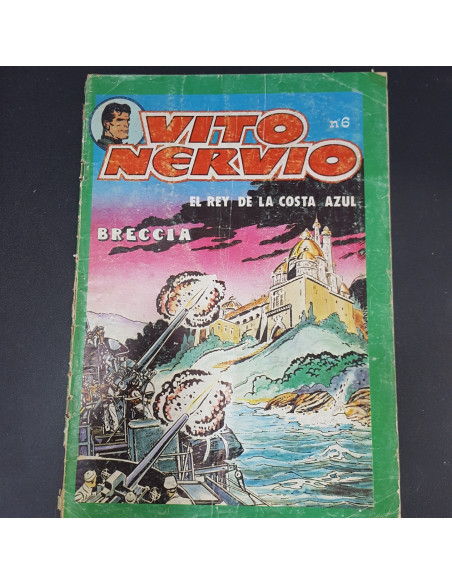 VITO
NERVIO
nº6
EL REY DE LA COSTA AZUL
BRECCIA